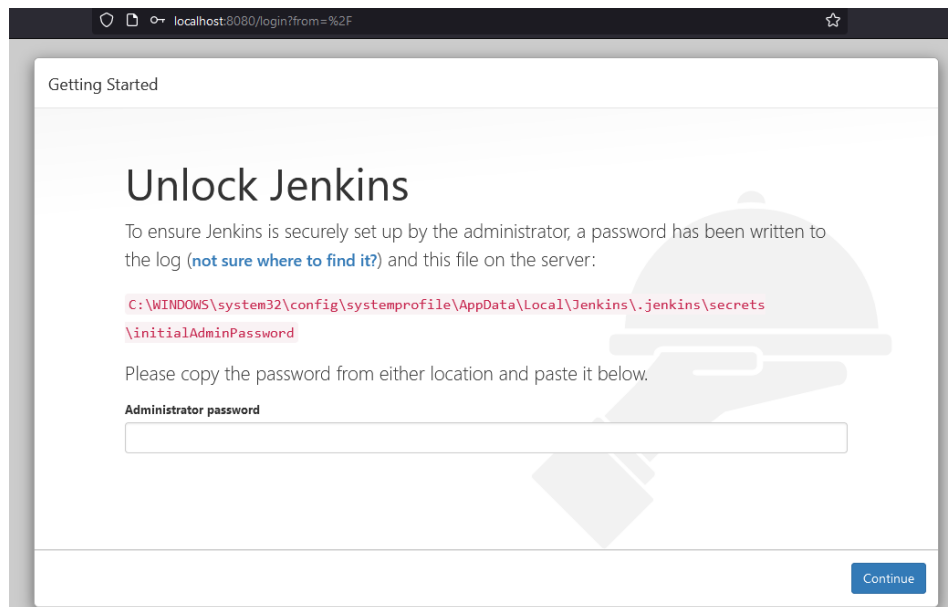 localhost:8080/login?from=%2F
Getting Started
Unlock Jenkins
To ensure Jenkins is securely set up by the administrator, a password has been written to
the log (not sure where to find it?) and this file on the server:
C:\WINDOWS\system32\config\systemprofile\AppData\Local\Jenkins\.jenkins\secrets
\initialAdminPassword
Please copy the password from either location and paste it below.
Administrator password
Continue